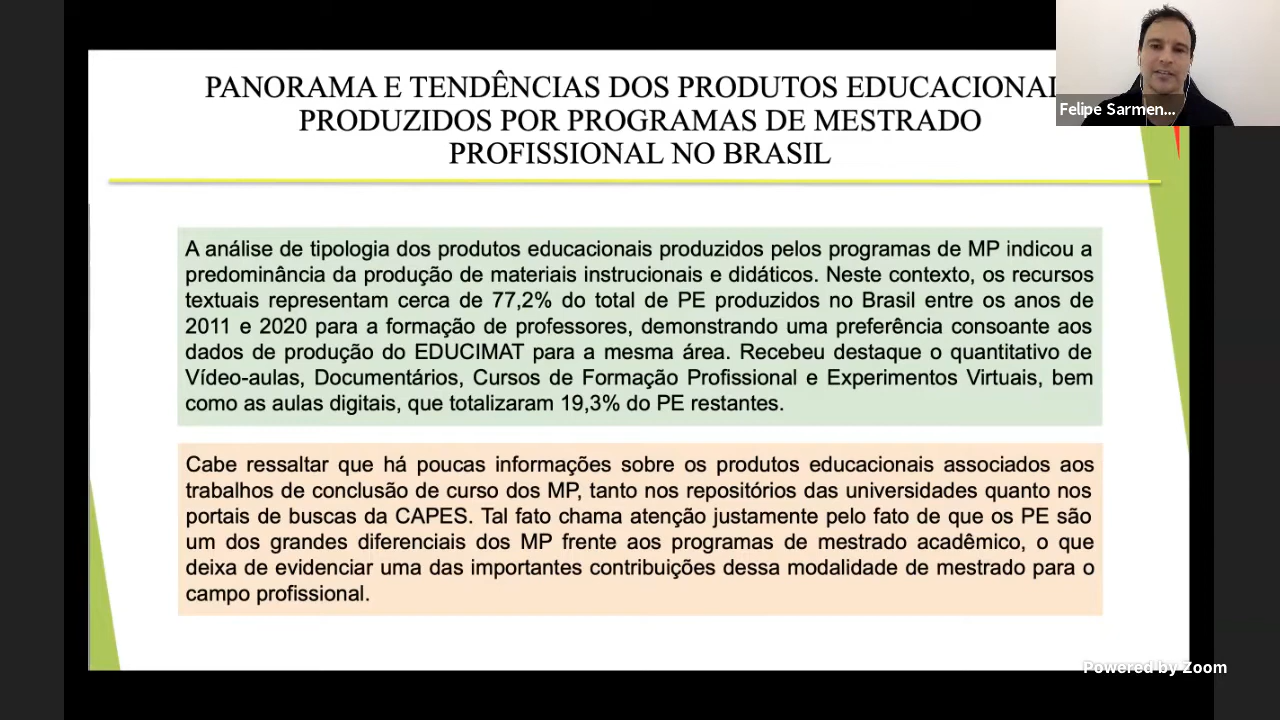 PANORAMA E TENDÊNCIAS DOS PRODUTOS EDUCACIONAI
PRODUZIDOS POR PROGRAMAS DE MESTRADO
PROFISSIONAL NO BRASIL
Felipe Sarmen...
A análise de tipologia dos produtos educacionais produzidos pelos programas de MP indicou a
predominância da produção de materiais instrucionais e didáticos. Neste contexto, os recursos
textuais representam cerca de 77,2% do total de PE produzidos no Brasil entre os anos de
2011 e 2020 para a formação de professores, demonstrando uma preferência consoante aos
dados de produção do EDUCIMAT para a mesma área. Recebeu destaque o quantitativo de
Vídeo-aulas, Documentários, Cursos de Formação Profissional e Experimentos Virtuais, bem
como as aulas digitais, que totalizaram 19,3% do PE restantes.
Cabe ressaltar que há poucas informações sobre os produtos educacionais associados aos
trabalhos de conclusão de curso dos MP, tanto nos repositórios das universidades quanto nos
portais de buscas da CAPES. Tal fato chama atenção justamente pelo fato de que os PE são
um dos grandes diferenciais dos MP frente aos programas de mestrado acadêmico, o que
deixa de evidenciar uma das importantes contribuições dessa modalidade de mestrado para o
campo profissional.
Powered by Zoom